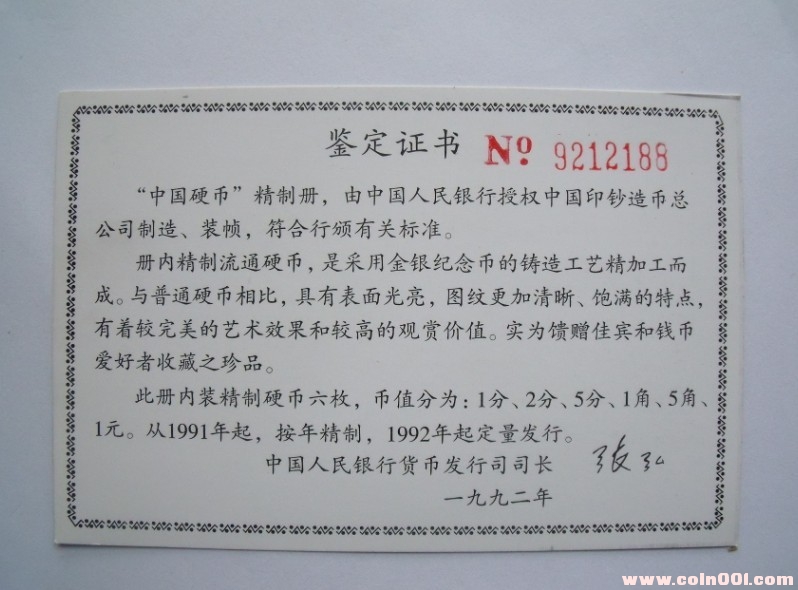 鉴定证书 Nº 9212188
“中国硬币”精制册，由中国人民银行授权中国印钞造币总
公司制造、装帧，符合行颁有关标准。
册内精制流通硬币，是采用金银纪念币的铸造工艺精加工而
成。与普通硬币相比，具有表面光亮，图纹更加清晰、饱满的特点，
有着较完美的艺术效果和较高的观赏价值。实为馈赠佳宾和钱币
爱好者收藏之珍品。
此册内装精制硬币六枚，币值分为：1分、2分、5分、1角、5角、
1元。从1991年起，按年精制，1992年起定量发行。
中国人民银行货币发行司司长 张弘
一九九二年
www.coin001.com